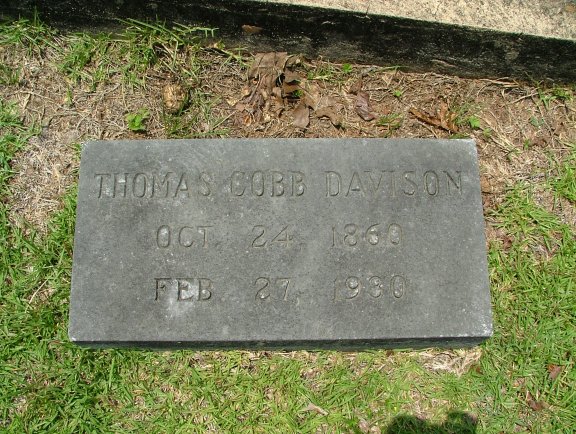 THOMAS COBB DAVISON
OCT. 24, 1860
FEB. 27, 1930